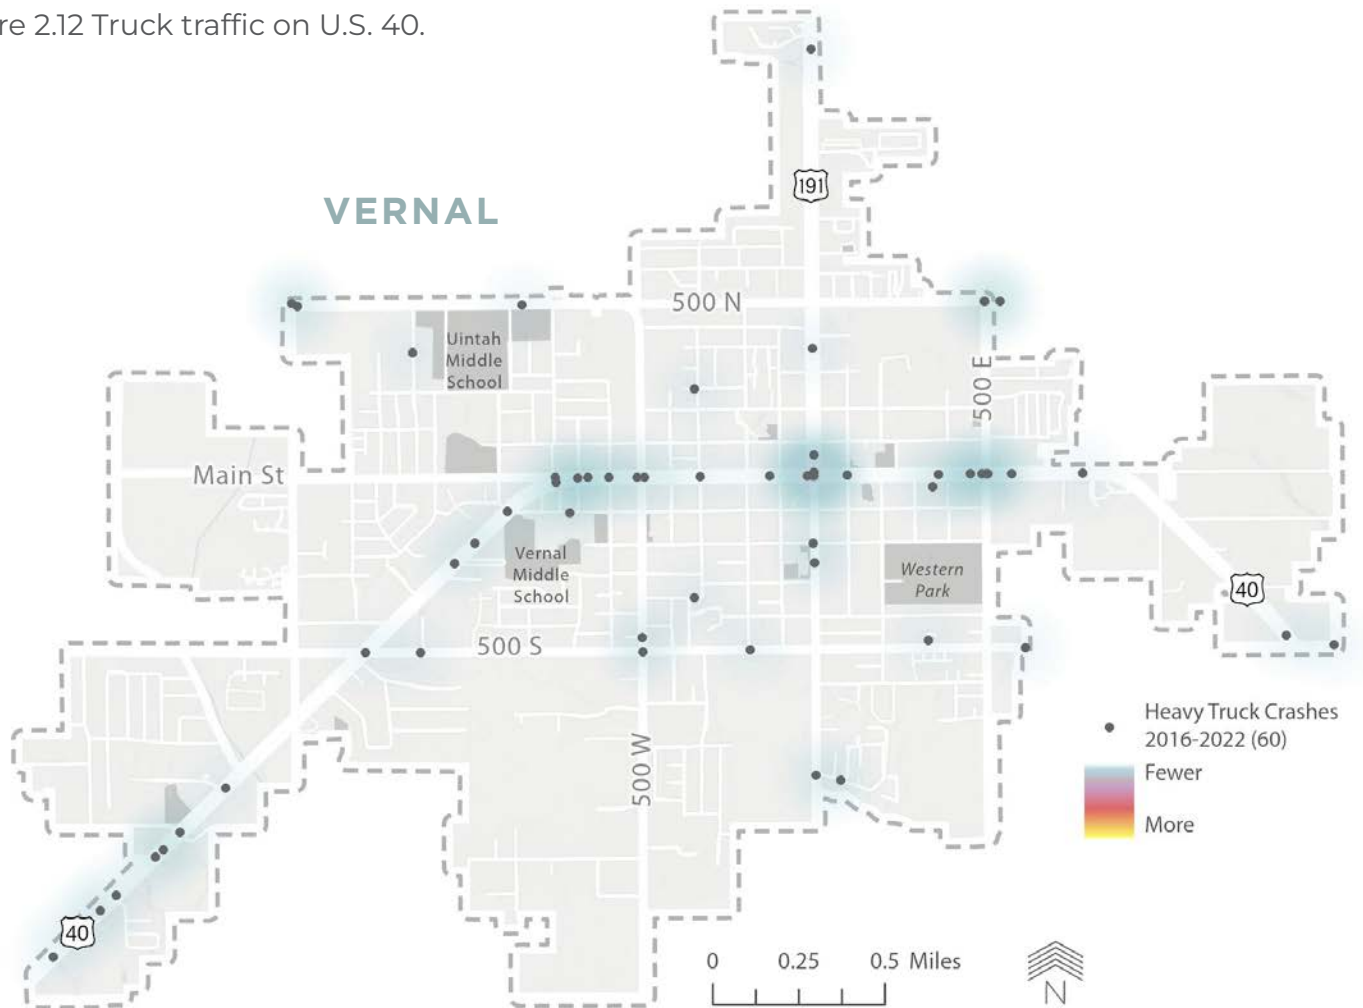 re 2.12 Truck traffic on U.S. 40.
191
VERNAL
500 N
Uintah
Middle
School
500 E
Main St
Vernal
Middle
School
Western
Park
40
500 S
500 W
Heavy Truck Crashes
2016-2022 (60)
Fewer
More
40
0 0.25 0.5 Miles
N